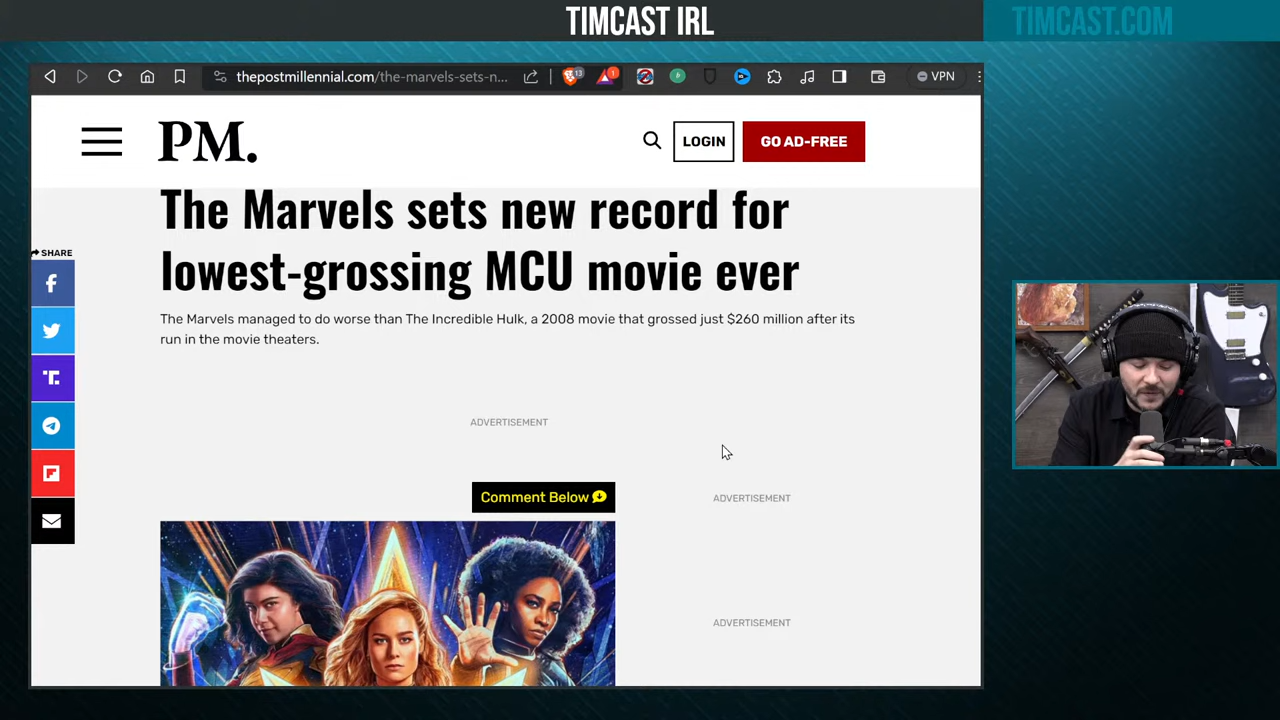 TIMCAST IRL
TIMCAST.COM
thepostmillennial.com/the-marvels-sets-n...
13
1
VPN
PM.
LOGIN
GO AD-FREE
The Marvels sets new record for
lowest-grossing MCU movie ever
SHARE
The Marvels managed to do worse than The Incredible Hulk, a 2008 movie that grossed just $260 million after its
run in the movie theaters.
ADVERTISEMENT
Comment Below
ADVERTISEMENT
ADVERTISEMENT